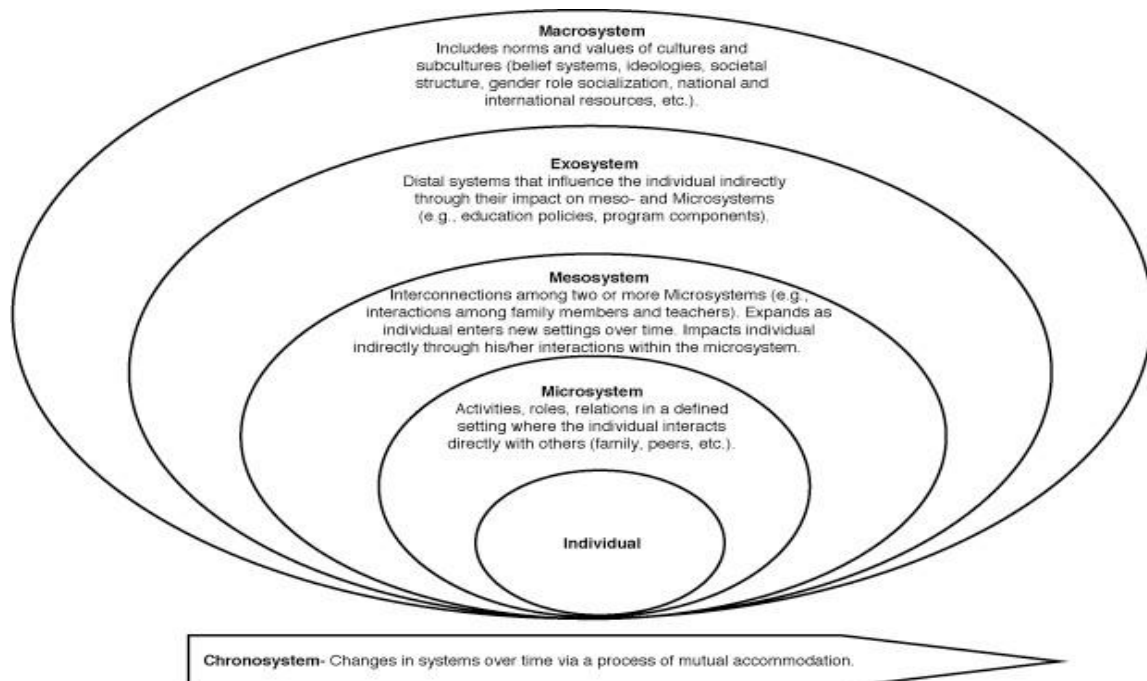 Macrosystem
Includes norms and values of cultures and
subcultures (belief systems, ideologies, societal
structure, gender role socialization, national and
international resources, etc.).
Exosystem
Distal systems that influence the individual indirectly
through their impact on meso- and Microsystems
(e.g., education policies, program components).
Mesosystem
Interconnections among two or more Microsystems (e.g.,
interactions among family members and teachers). Expands as
individual enters new settings over time. Impacts individual
indirectly through his/her interactions within the microsystem.
Microsystem
Activities, roles, relations in a defined
setting where the individual interacts
directly with others (family, peers, etc.).
Individual
Chronosystem- Changes in systems over time via a process of mutual accommodation.